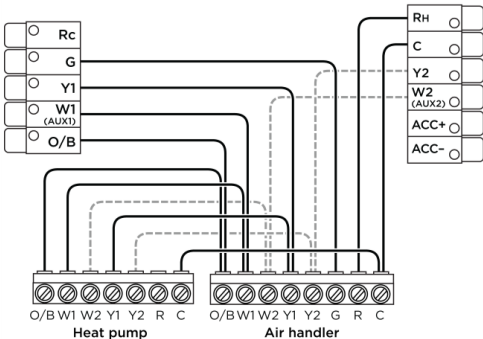 Rc
G
Y1
W1
(AUX1)
O/B
RH
C
Y2
W2
(AUX2)
ACC+
ACC-
O/B W1 W2 Y1 Y2 R C
Heat pump
O/B W1 W2 Y1 Y2 G R C
Air handler